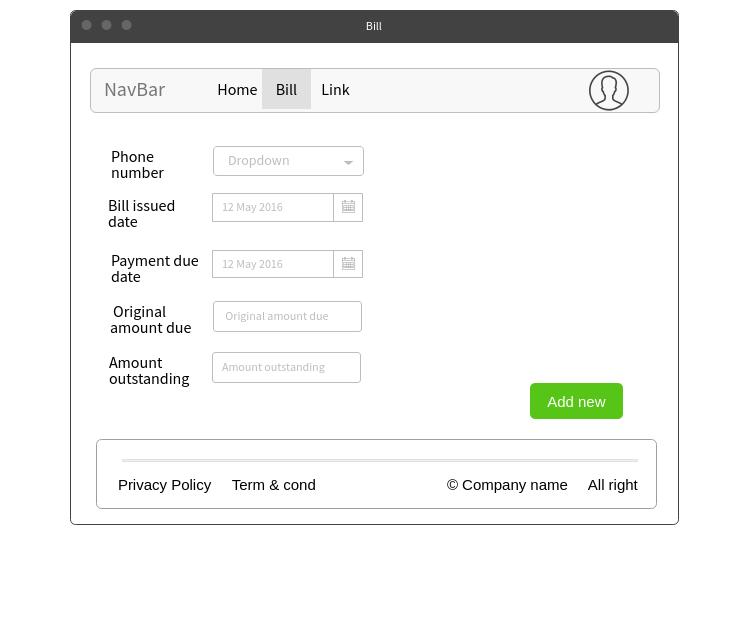 Bill
NavBar Home Bill Link
Phone
number
Dropdown
Bill issued
date
12 May 2016
Payment due
date
12 May 2016
Original
amount due
Original amount due
Amount
outstanding
Amount outstanding
Add new
Privacy Policy Term & cond © Company name All right